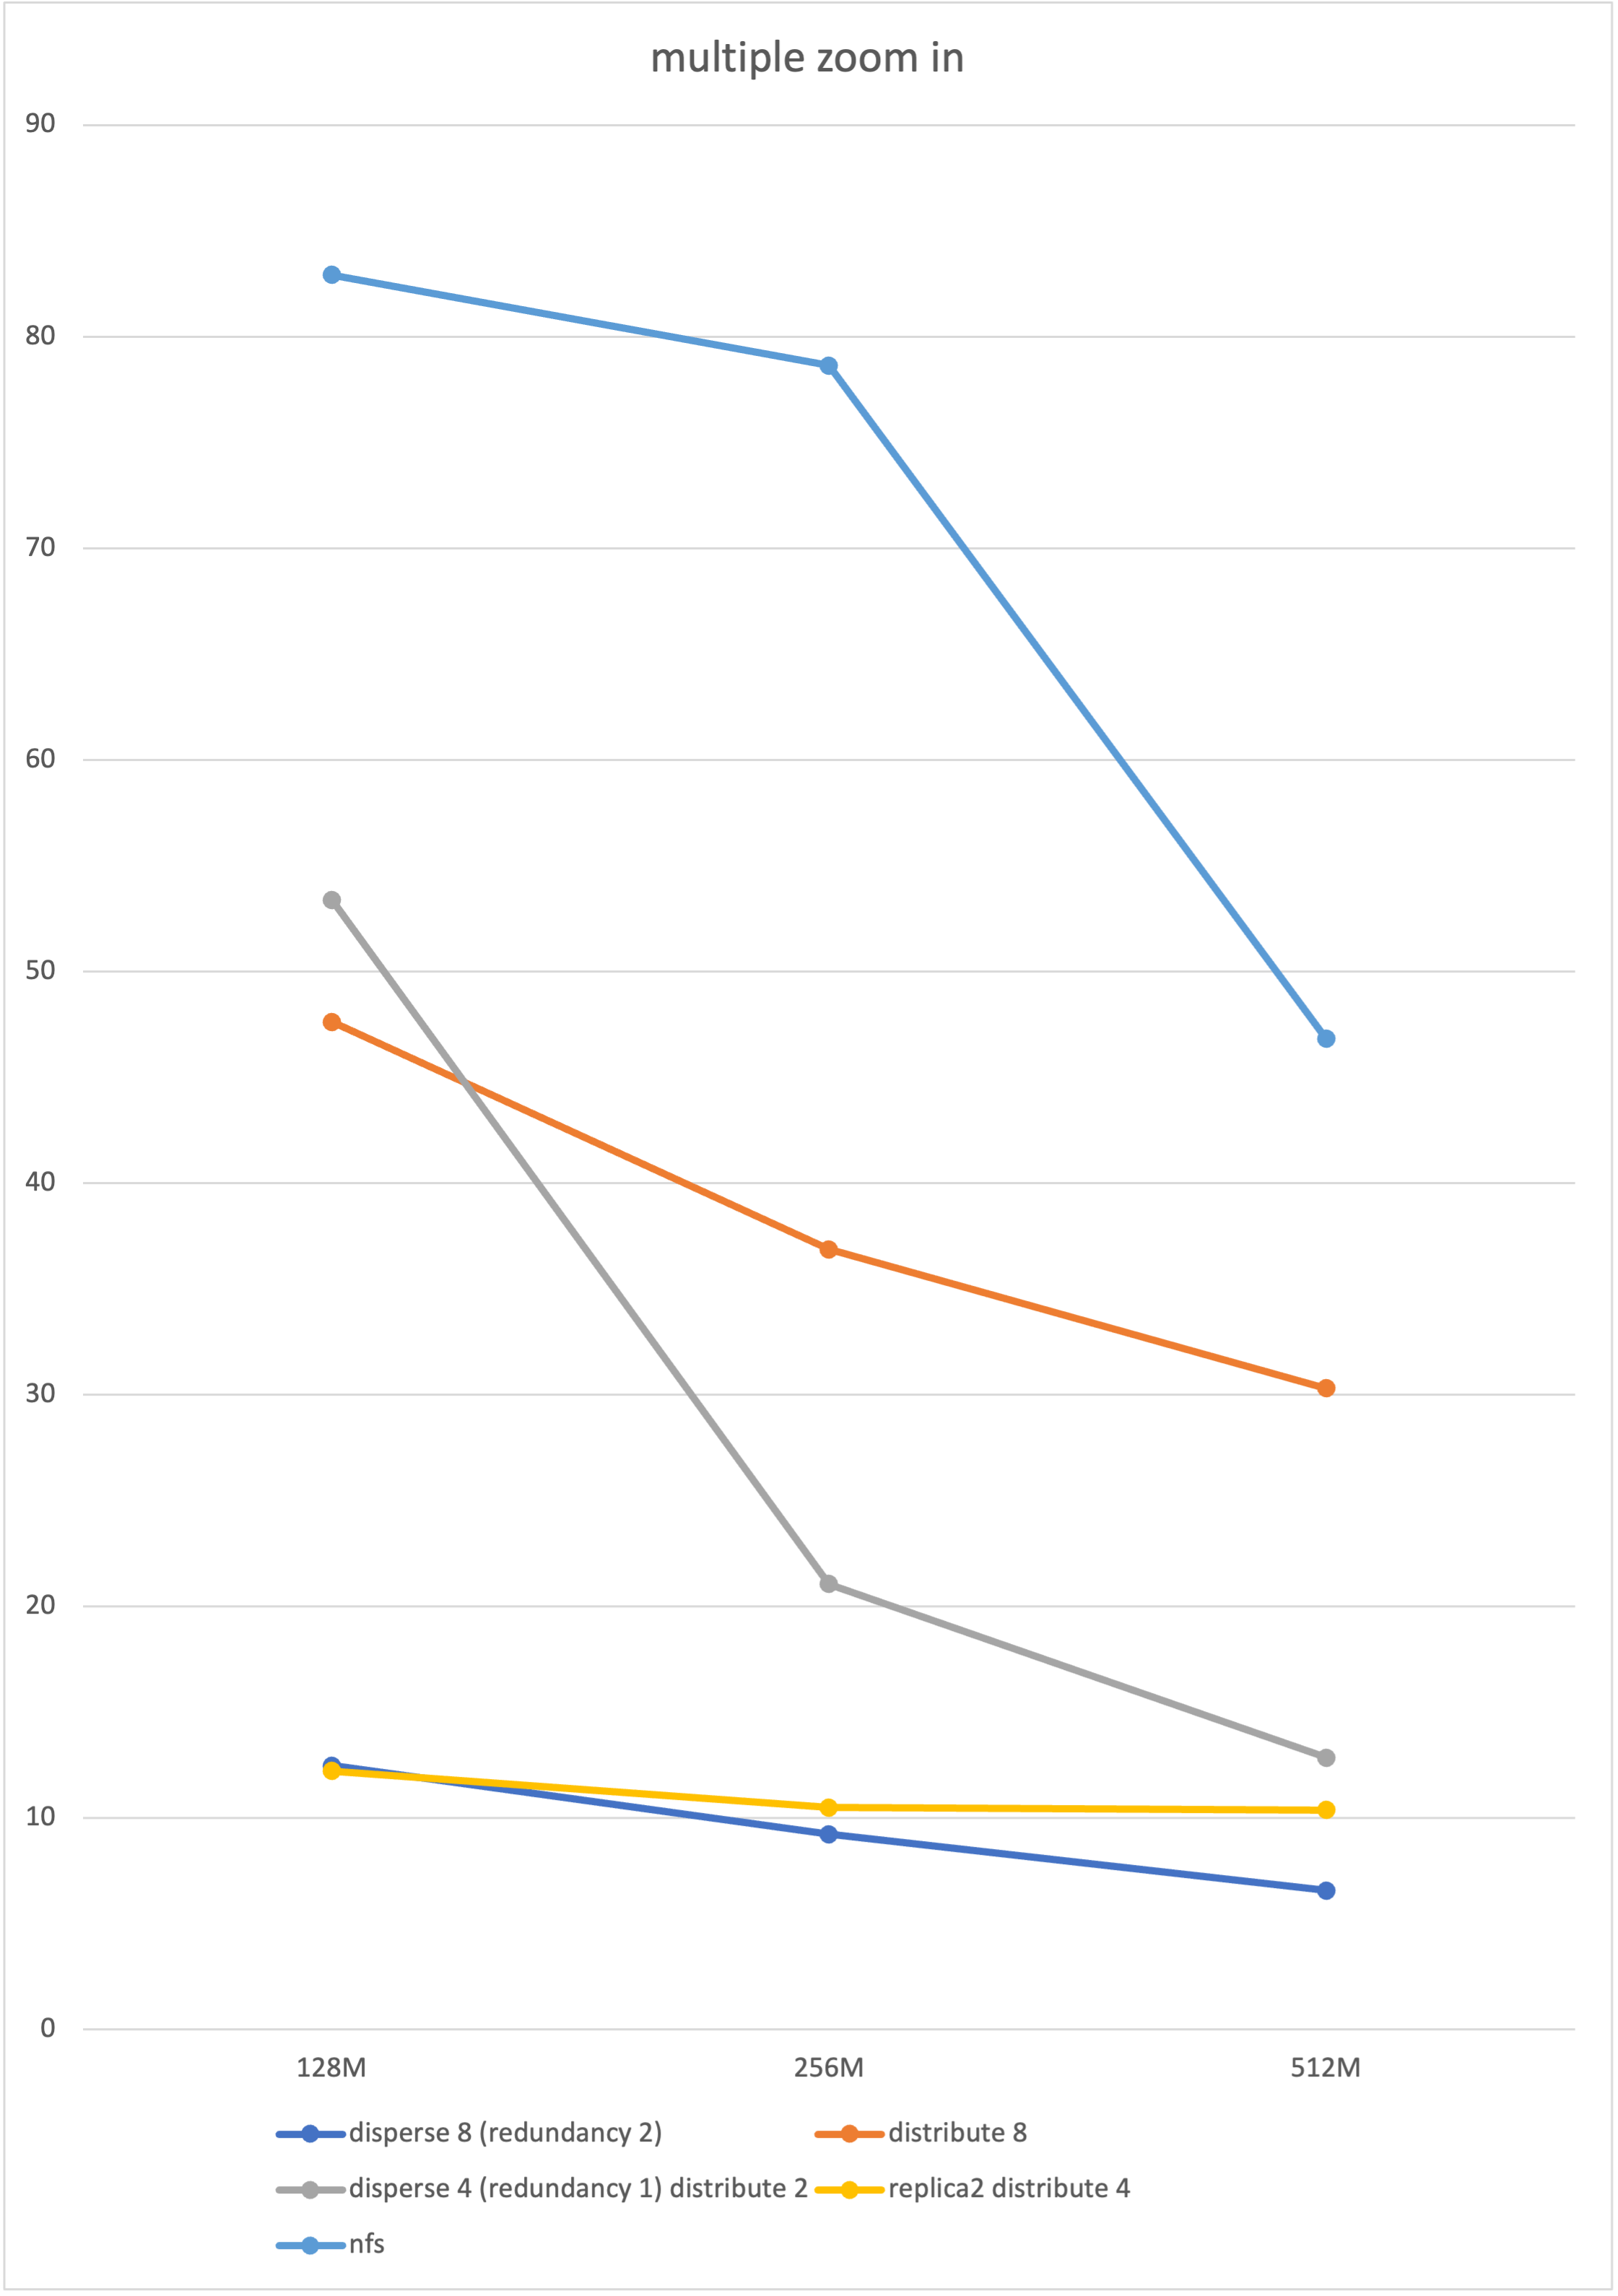 multiple zoom in
90
80
70
60
50
40
30
20
10
0
128M 256M 512M
disperse 8 (redundancy 2) distribute 8
disperse 4 (redundancy 1) distribute 2 replica2 distribute 4
nfs